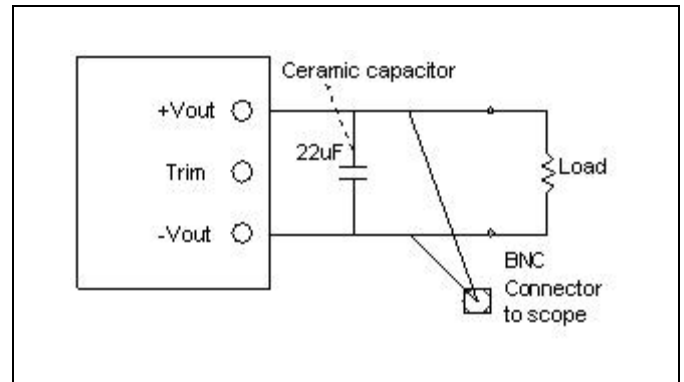 Ceramic capacitor
+Vout
22uF
Trim
Load
-Vout
BNC
Connector
to scope